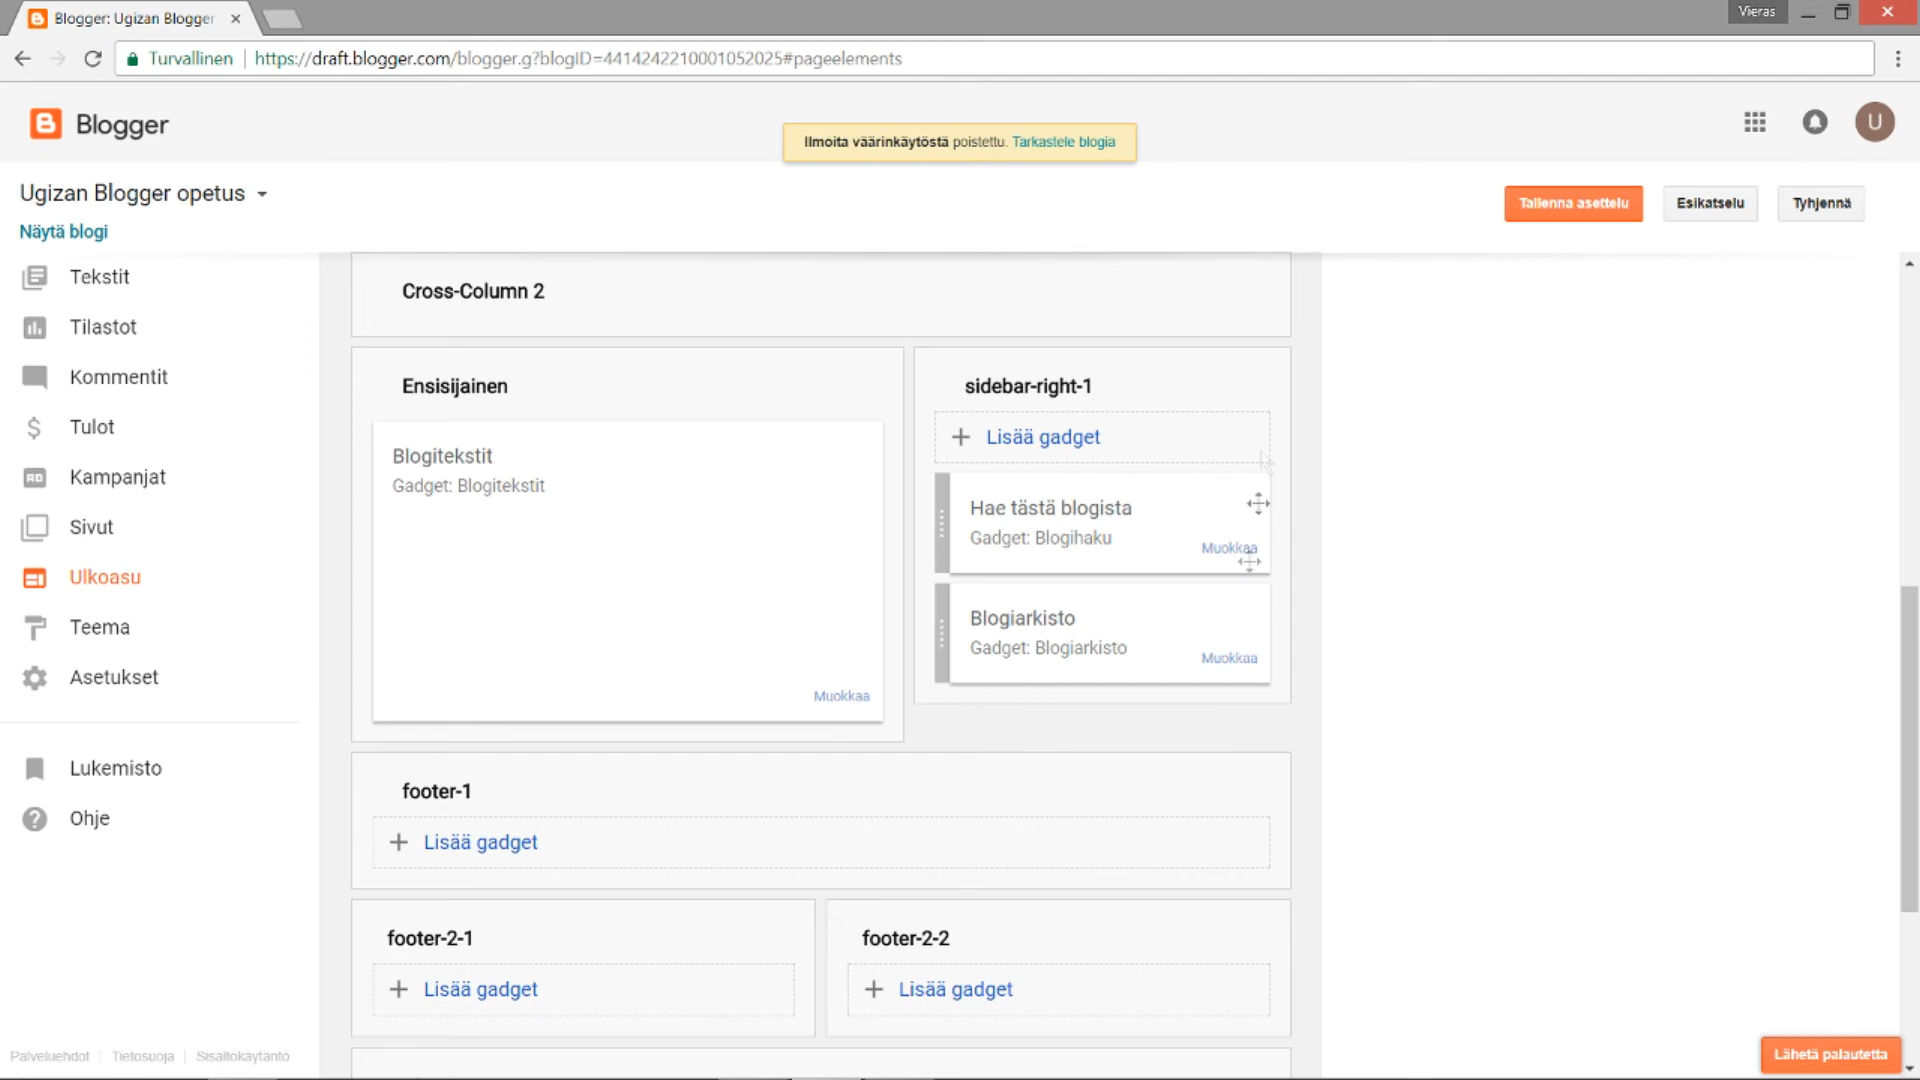 Blogger: Ugizan Blogger
Vieras
Turvallinen
https://draft.blogger.com/blogger.g?blogID=4414242210001052025#pageelements
Blogger
Ilmoita väärinkäytöstä poistettu. Tarkastele blogia
U
Ugizan Blogger opetus
Näytä blogi
Tallenna asettelu
Esikatselu
Tyhjennä
Tekstit
Tilastot
Kommentit
Tulot
Kampanjat
Sivut
Ulkoasu
Teema
Asetukset
Lukemisto
Ohje
Cross-Column 2
Ensisijainen
Blogitekstit
Gadget: Blogitekstit
Muokkaa
sidebar-right-1
Lisää gadget
Hae tästä blogista
Gadget: Blogihaku
Muokkaa
Blogiarkisto
Gadget: Blogiarkisto
Muokkaa
footer-1
Lisää gadget
footer-2-1
Lisää gadget
footer-2-2
Lisää gadget
Palveluehdot
Tietosuoja
Sisältökäytäntö
Lähetä palautetta